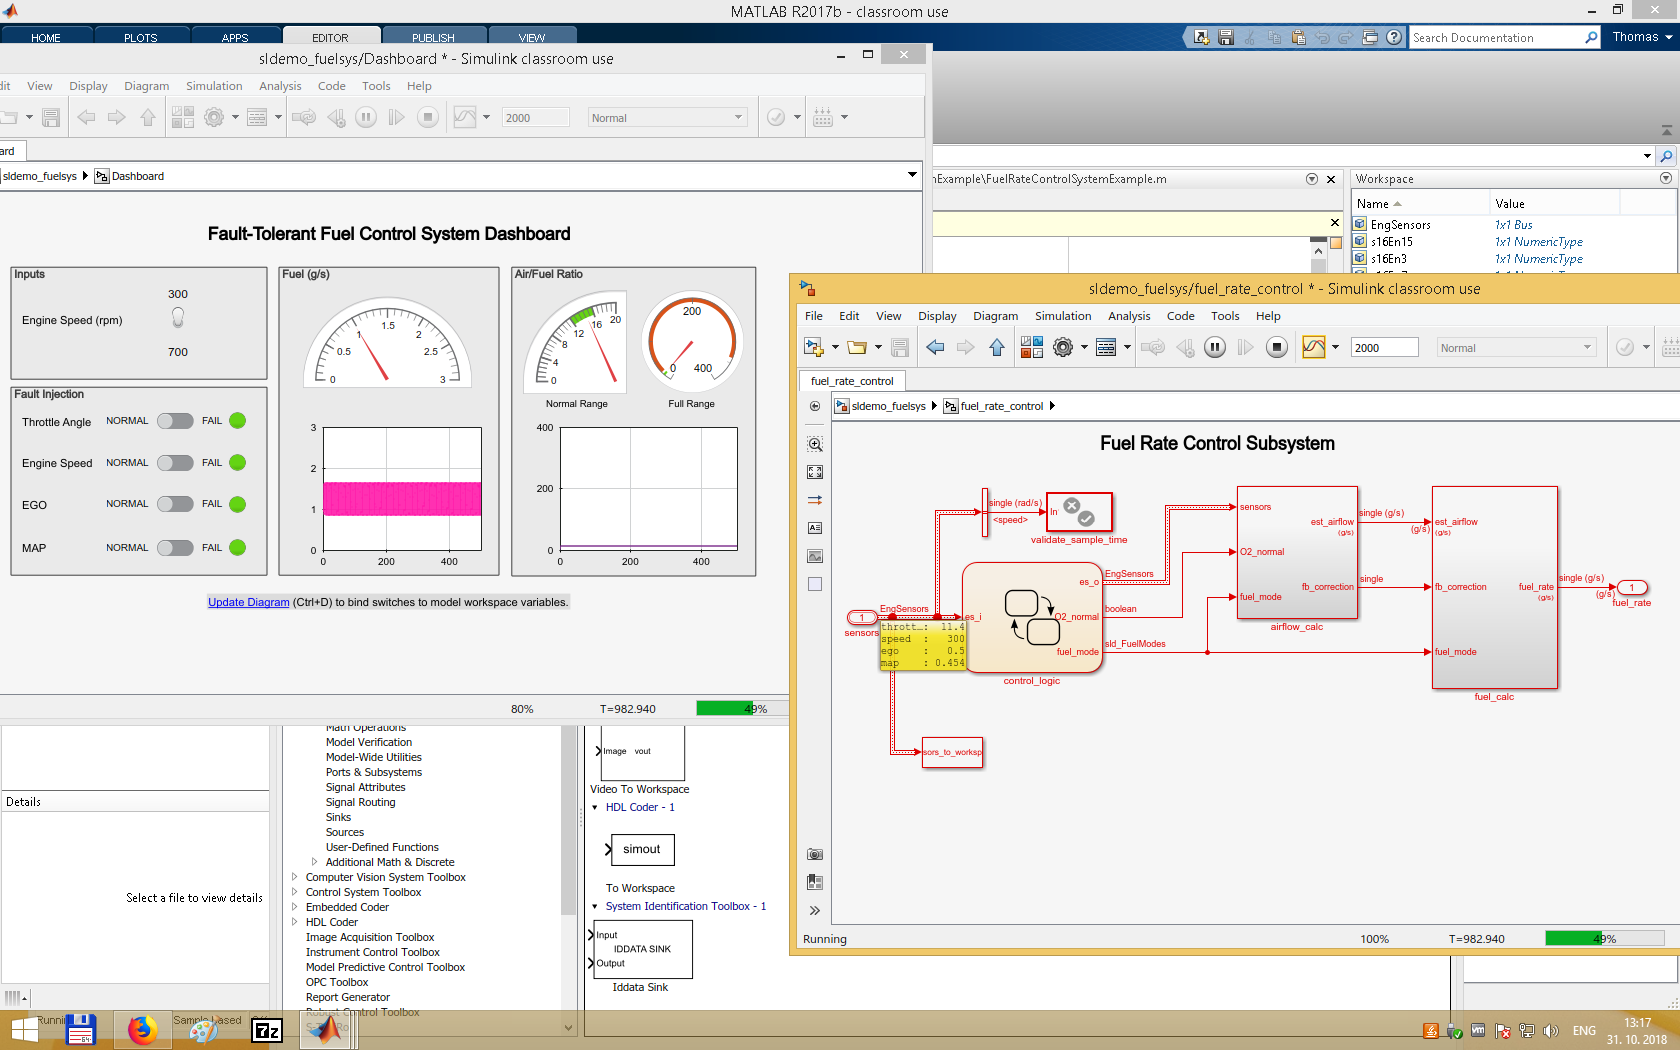 MATLAB R2017b - classroom use
HOME PLOTS APPS EDITOR PUBLISH VIEW
Search Documentation
Thomas
sldemo_fuelsys/Dashboard * - Simulink classroom use
dit View Display Diagram Simulation Analysis Code Tools Help
2000 Normal
ard
sldemo_fuelsys Dashboard
Fault-Tolerant Fuel Control System Dashboard
Inputs
300
Engine Speed (rpm)
700
Fault Injection
Throttle Angle NORMAL FAIL
Engine Speed NORMAL FAIL
EGO NORMAL FAIL
MAP NORMAL FAIL
Fuel (g/s)
0 0.5 1 1.5 2 2.5 3
3
2
1
0
0 200 400
Air/Fuel Ratio
0 4 8 12 16 20
Normal Range
0 200 400
Full Range
400
200
0
0 200 400
Update Diagram (Ctrl+D) to bind switches to model workspace variables.
80% T=982.940 49%
nExample\FuelRateControlSystemExample.m
Workspace
Name Value
EngSensors 1x1 Bus
s16En15 1x1 NumericType
s16En3 1x1 NumericType
sldemo_fuelsys/fuel_rate_control * - Simulink classroom use
File Edit View Display Diagram Simulation Analysis Code Tools Help
2000 Normal
fuel_rate_control
sldemo_fuelsys fuel_rate_control
Fuel Rate Control Subsystem
single (rad/s)
<speed>
In
validate_sample_time
EngSensors
1
sensors
thrott…: 11.4
speed : 300
ego : 0.5
map : 0.454
es_i
es_o
O2_normal
fuel_mode
control_logic
EngSensors
boolean
sld_FuelModes
sors_to_worksp
sensors
O2_normal
fuel_mode
est_airflow
(g/s)
fb_correction
airflow_calc
single (g/s)
(g/s)
single
est_airflow
(g/s)
fb_correction
fuel_mode
fuel_rate
(g/s)
fuel_calc
single (g/s)
(g/s)
1
fuel_rate
Running 100% T=982.940 49%
Details
Select a file to view details
Math Operations
Model Verification
Model-Wide Utilities
Ports & Subsystems
Signal Attributes
Signal Routing
Sinks
Sources
User-Defined Functions
Additional Math & Discrete
Computer Vision System Toolbox
Control System Toolbox
Embedded Coder
HDL Coder
Image Acquisition Toolbox
Instrument Control Toolbox
Model Predictive Control Toolbox
OPC Toolbox
Report Generator
Robust Control Toolbox
Image vout
Video To Workspace
HDL Coder - 1
simout
To Workspace
System Identification Toolbox - 1
Input
IDDATA SINK
Output
Iddata Sink
64
7z
ENG
13:17
31. 10. 2018